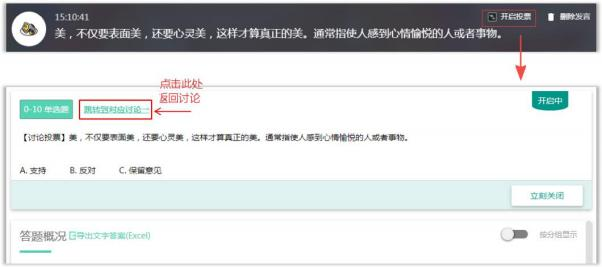 15:10:41
开启投票 删除发言
美，不仅要表面美，还要心灵美，这样才算真正的美。通常指使人感到心情愉悦的人或者事物。
点击此处
返回讨论
0-10 单选题 跳转到对应讨论 开启中
【讨论投票】美，不仅要表面美，还要心灵美，这样才算真正的美。通常指使人感到心情愉悦的人或者事物。
A. 支持 B. 反对 C. 保留意见
立刻关闭
答题概况 导出文字答案(Excel) 按分组显示